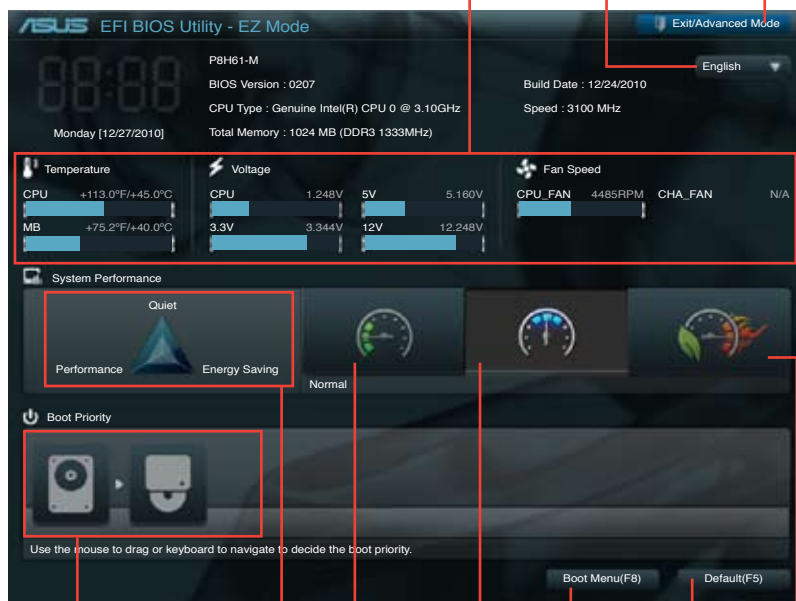 ASUS EFI BIOS Utility - EZ Mode
Exit/Advanced Mode
English
P8H61-M
BIOS Version : 0207
Build Date : 12/24/2010
CPU Type : Genuine Intel(R) CPU 0 @ 3.10GHz
Speed : 3100 MHz
Monday [12/27/2010]
Total Memory : 1024 MB (DDR3 1333MHz)
Temperature
Voltage
Fan Speed
CPU +113.0ºF/+45.0ºC
CPU 1.248V
5V 5.160V
CPU_FAN 4485RPM
CHA_FAN N/A
MB +75.2ºF/+40.0ºC
3.3V 3.344V
12V 12.248V
System Performance
Quiet
Performance
Energy Saving
Normal
Boot Priority
Use the mouse to drag or keyboard to navigate to decide the boot priority.
Boot Menu(F8)
Default(F5)